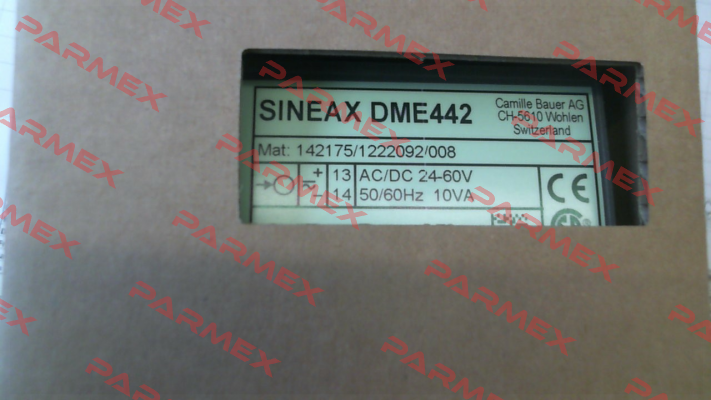 SINEAX DME442
Camille Bauer AG
CH-5610 Wohlen
Switzerland
Mat: 142175/1222092/008
+ 13 AC/DC 24-60V
− 14 50/60Hz 10VA
CE
PARMEX
PARMEX
PARMEX
PARMEX
PARMEX
PARMEX
PARMEX
PARMEX
PARMEX
PARMEX